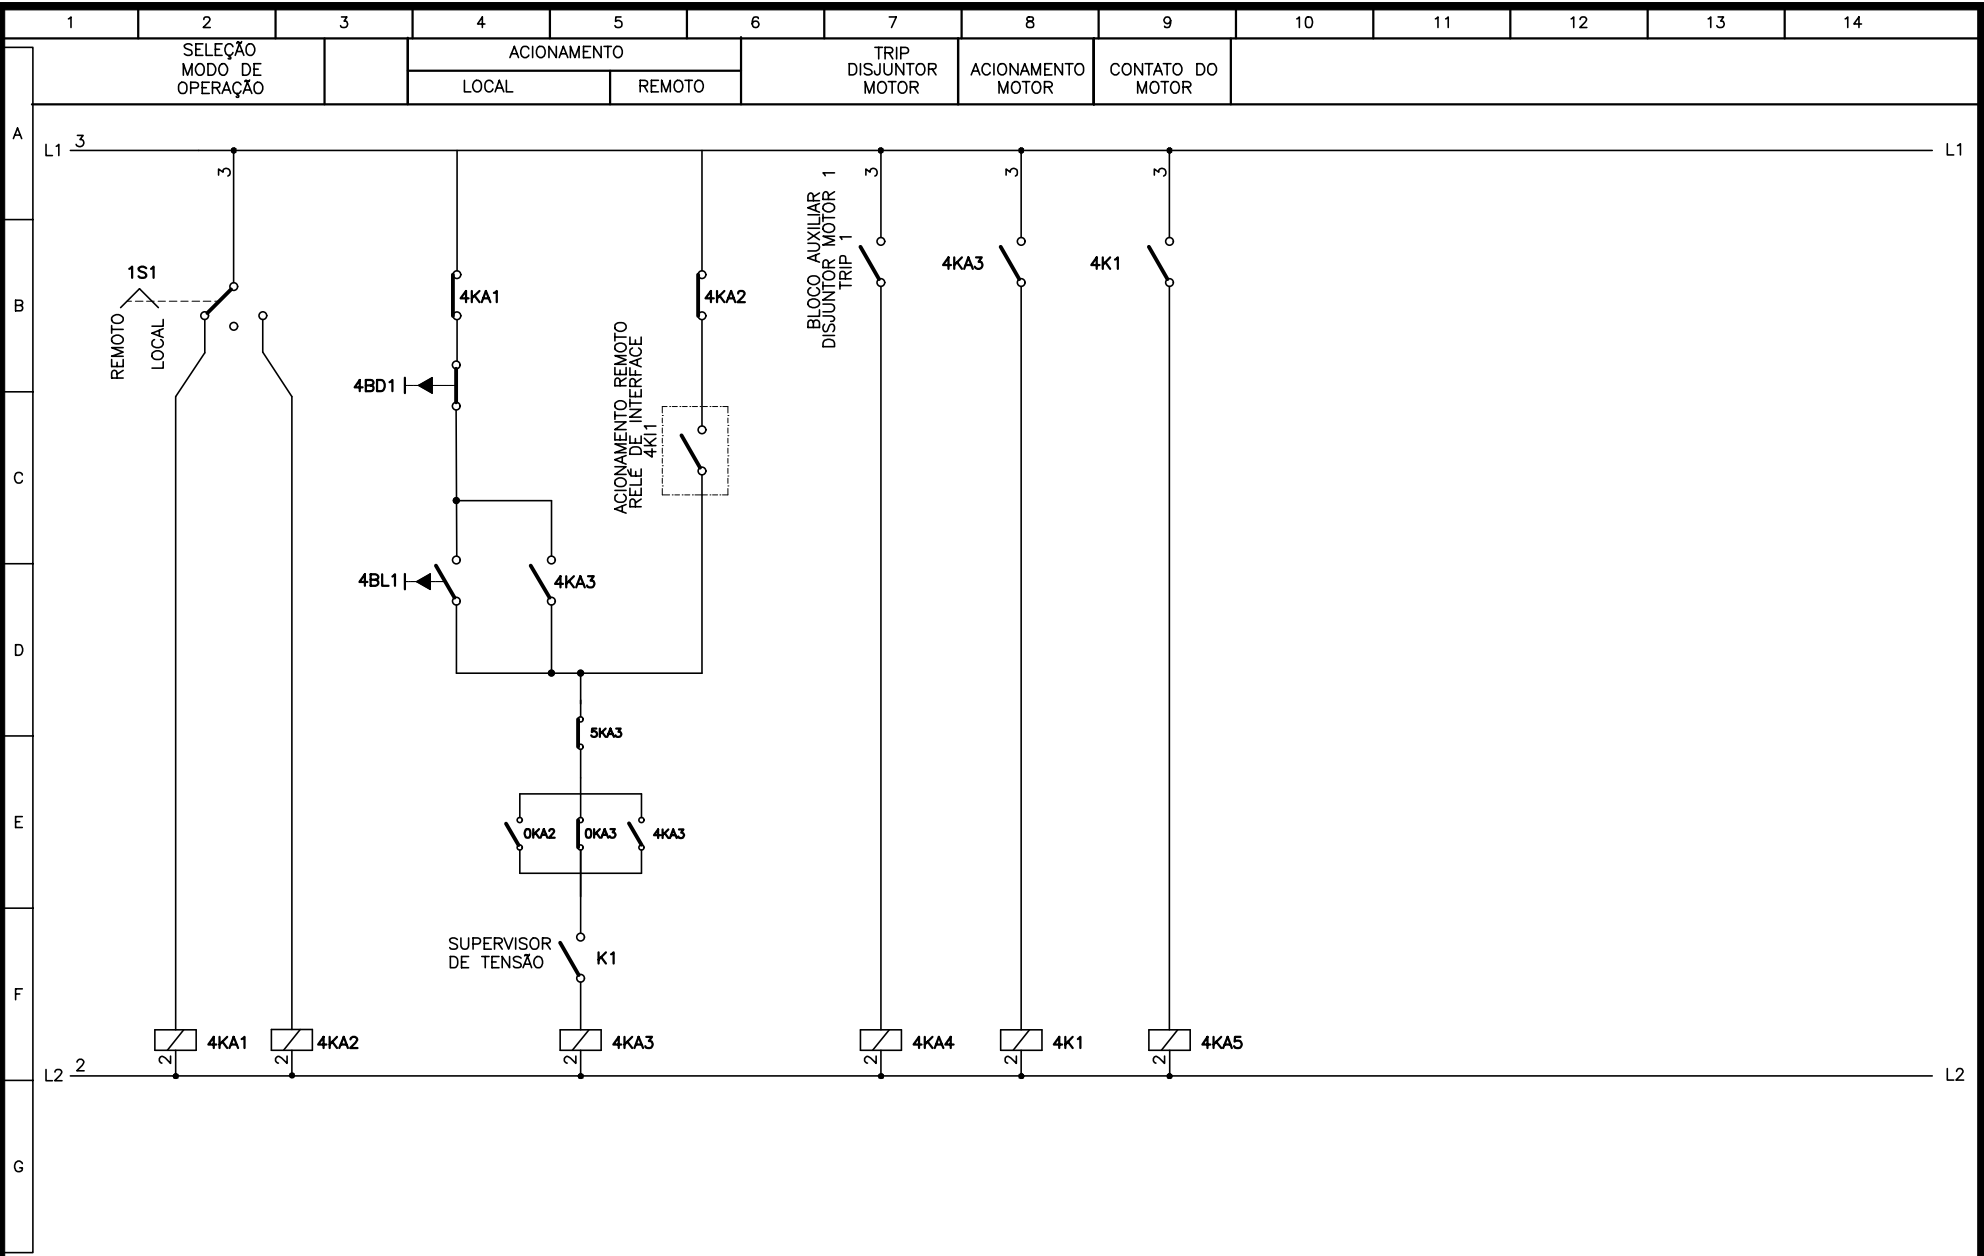 1 2 3 4 5 6 7 8 9 10 11 12 13 14
SELEÇÃO
MODO DE
OPERAÇÃO
ACIONAMENTO
LOCAL
REMOTO
TRIP
DISJUNTOR
MOTOR
ACIONAMENTO
MOTOR
CONTATO DO
MOTOR
A
L1 3
L1
3
3
3
3
BLOCO AUXILIAR
DISJUNTOR MOTOR 1
TRIP 1
B
1S1
REMOTO
LOCAL
4KA1
4KA2
4KA3
4K1
4BD1
ACIONAMENTO REMOTO
RELÉ DE INTERFACE
4KI1
C
4BL1
4KA3
D
5KA3
E
0KA2
0KA3
4KA3
SUPERVISOR
DE TENSÃO
K1
F
4KA1
4KA2
4KA3
4KA4
4K1
4KA5
2
2
2
2
2
2
L2 2
L2
G